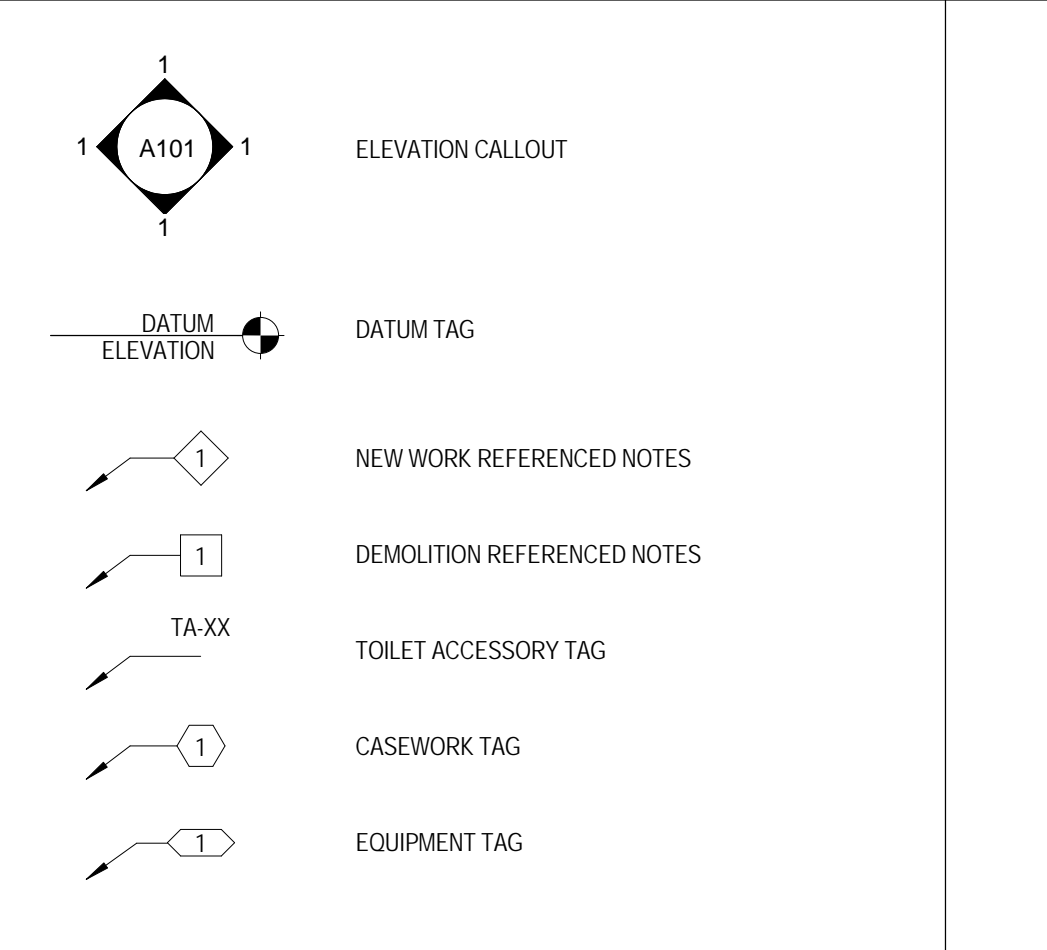 1
1 A101 1 ELEVATION CALLOUT
1
DATUM
ELEVATION
DATUM TAG
1 NEW WORK REFERENCED NOTES
1 DEMOLITION REFERENCED NOTES
TA-XX
TOILET ACCESSORY TAG
1 CASEWORK TAG
1 EQUIPMENT TAG